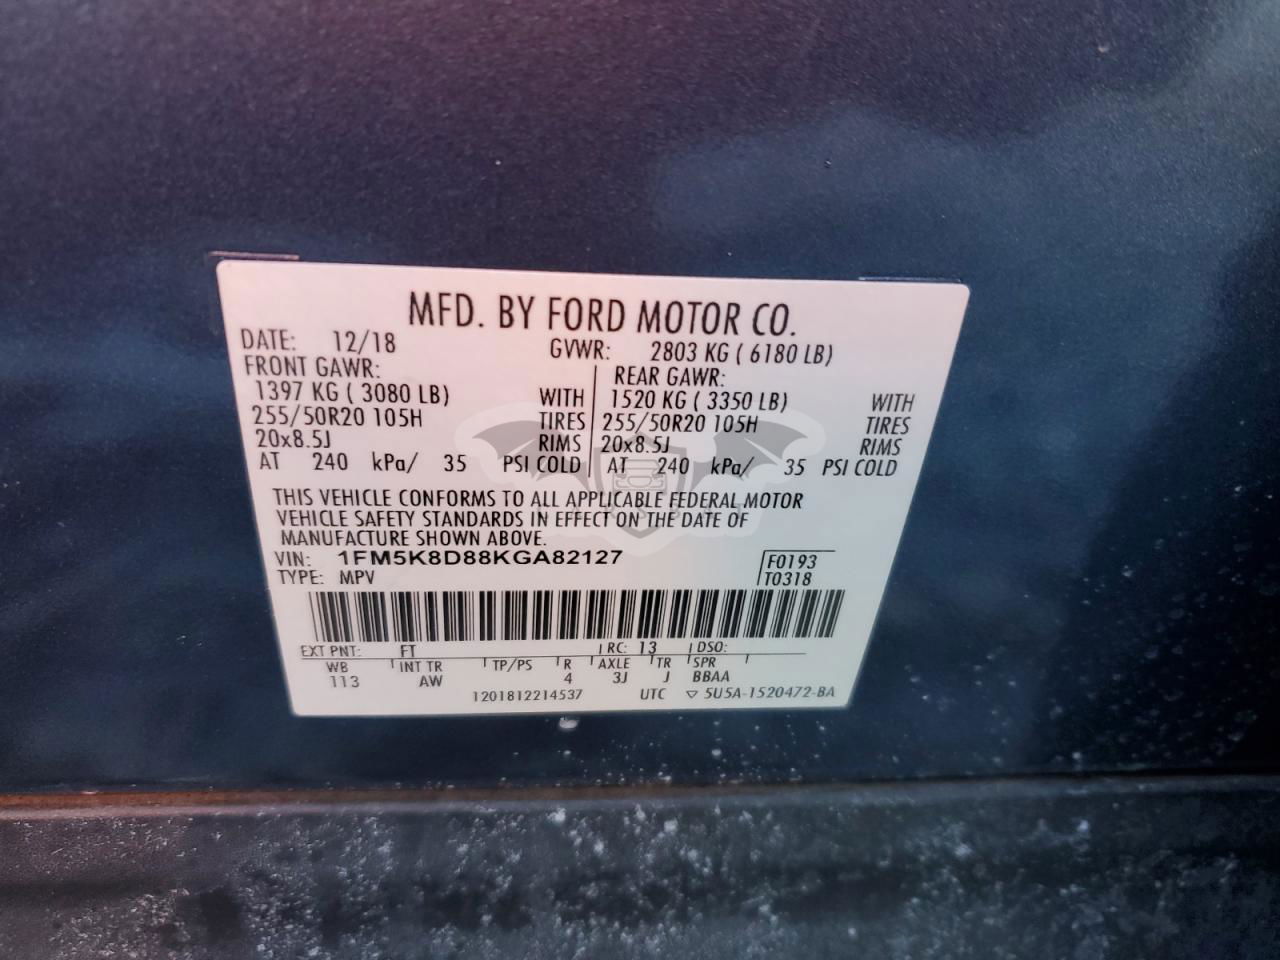 MFD. BY FORD MOTOR CO.
DATE: 12/18 GVWR: 2803 KG ( 6180 LB)
FRONT GAWR: REAR GAWR:
1397 KG ( 3080 LB) WITH 1520 KG ( 3350 LB) WITH
255/50R20 105H TIRES 255/50R20 105H TIRES
20x8.5J RIMS 20x8.5J RIMS
AT 240 kPa/ 35 PSI COLD AT 240 kPa/ 35 PSI COLD
THIS VEHICLE CONFORMS TO ALL APPLICABLE FEDERAL MOTOR
VEHICLE SAFETY STANDARDS IN EFFECT ON THE DATE OF
MANUFACTURE SHOWN ABOVE.
VIN: 1FM5K8D88KGA82127 F0193
TYPE: MPV T0318
EXT PNT: FT RC: 13 DSO:
WB INT TR TP/PS R AXLE TR SPR
113 AW 4 3J J BBAA
1201812214537 UTC ▽ 5U5A-1520472-BA